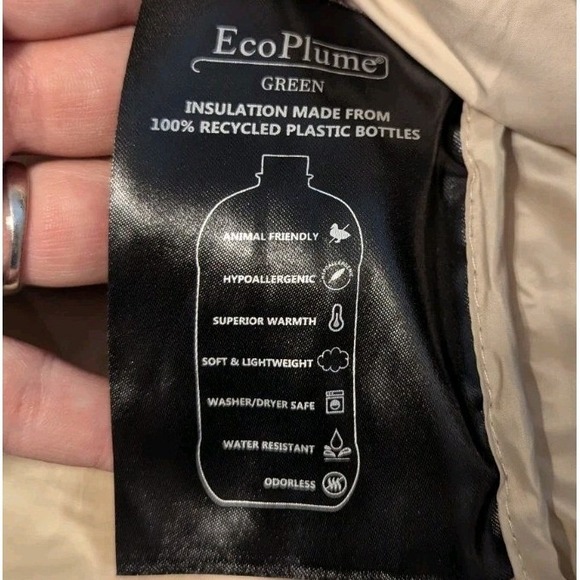 EcoPlume®
GREEN
INSULATION MADE FROM
100% RECYCLED PLASTIC BOTTLES
ANIMAL FRIENDLY
HYPOALLERGENIC
SUPERIOR WARMTH
SOFT & LIGHTWEIGHT
WASHER/DRYER SAFE
WATER RESISTANT
ODORLESS